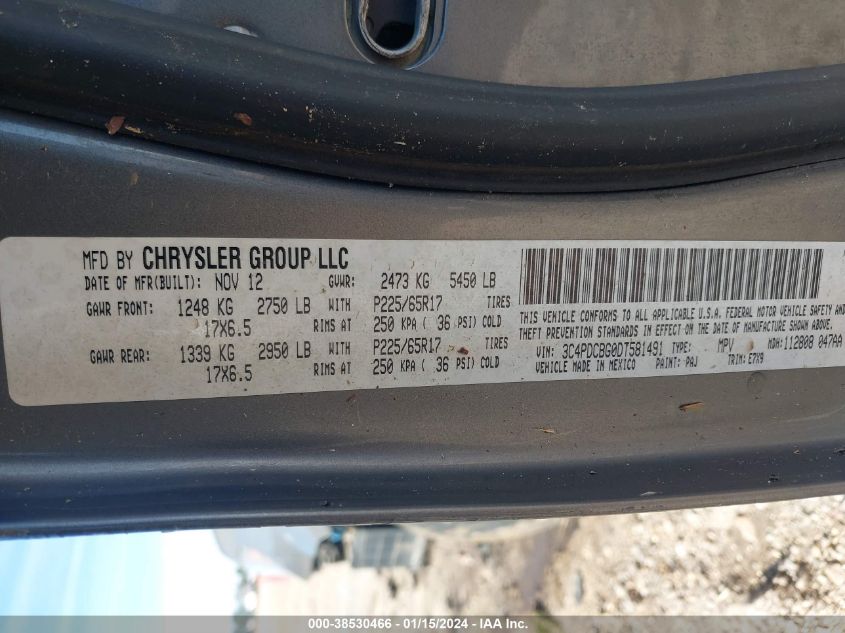 MFD BY CHRYSLER GROUP LLC
DATE OF MFR(BUILT): NOV 12 GVWR: 2473 KG 5450 LB
GAWR FRONT: 1248 KG 2750 LB WITH P225/65R17 TIRES
17X6.5 RIMS AT 250 KPA ( 36 PSI) COLD
GAWR REAR: 1339 KG 2950 LB WITH P225/65R17 TIRES
17X6.5 RIMS AT 250 KPA ( 36 PSI) COLD
THIS VEHICLE CONFORMS TO ALL APPLICABLE U.S.A. FEDERAL MOTOR VEHICLE SAFETY AND
THEFT PREVENTION STANDARDS IN EFFECT ON THE DATE OF MANUFACTURE SHOWN ABOVE.
VIN: 3C4PDCBG0DT581491 TYPE: MPV MDH: 112808 047AA
VEHICLE MADE IN MEXICO PAINT: PAJ TRIM: E7X9
000-38530466 - 01/15/2024 - IAA Inc.